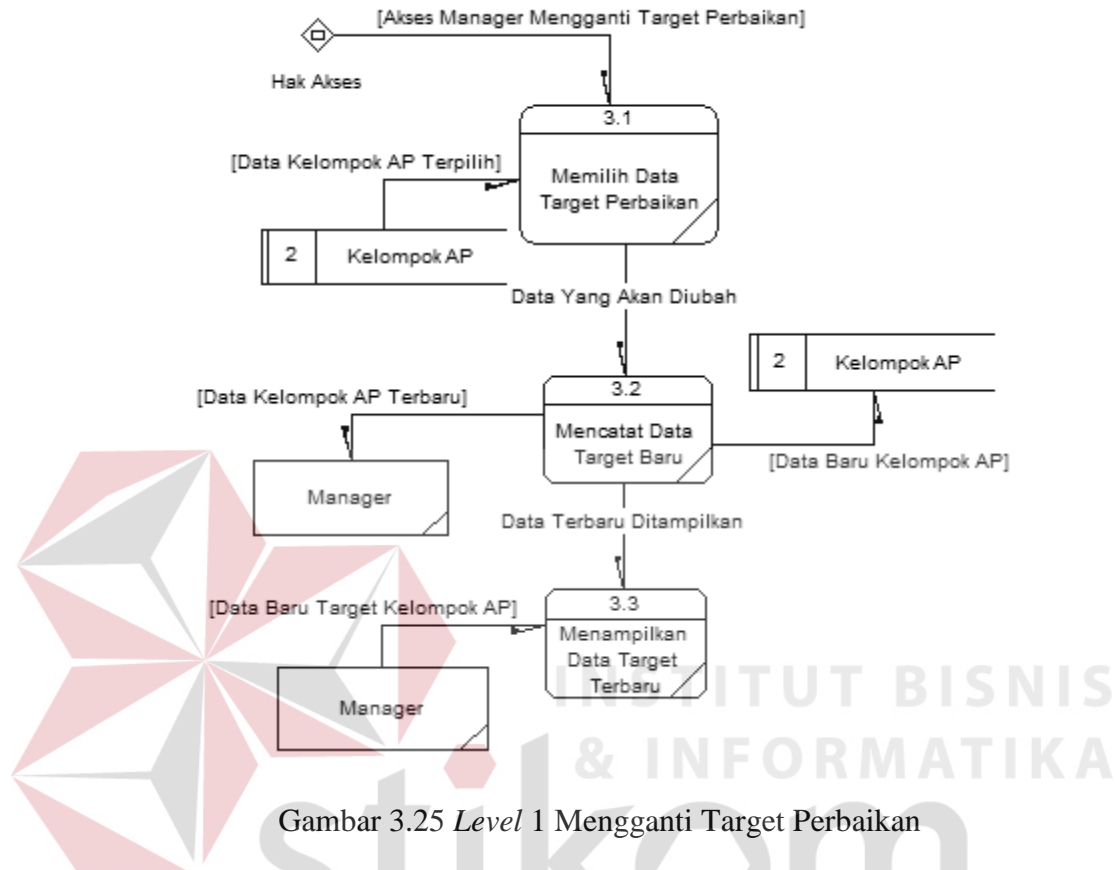 [Akses Manager Mengganti Target Perbaikan]
Hak Akses
3.1
Memilih Data
Target Perbaikan
[Data Kelompok AP Terpilih]
2
Kelompok AP
Data Yang Akan Diubah
2
Kelompok AP
3.2
Mencatat Data
Target Baru
[Data Kelompok AP Terbaru]
[Data Baru Kelompok AP]
Manager
Data Terbaru Ditampilkan
[Data Baru Target Kelompok AP]
3.3
Menampilkan
Data Target
Terbaru
Manager
INSTITUT BISNIS
& INFORMATIKA
stikom
Gambar 3.25 Level 1 Mengganti Target Perbaikan